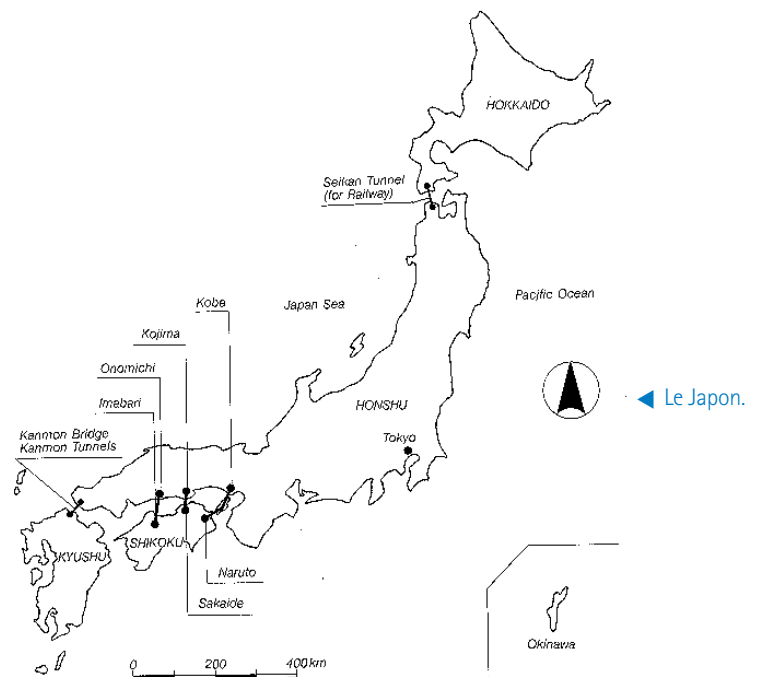 HOKKAIDO
Seikan Tunnel
(for Railway)
Kobe
Japan Sea
Pacific Ocean
Kojima
Onomichi
Imabari
HONSHU
Le Japon.
Kanmon Bridge
Kanmon Tunnels
Tokyo
SHIKOKU
KYUSHU
Naruto
Sakaide
Okinawa
0 200 400 km